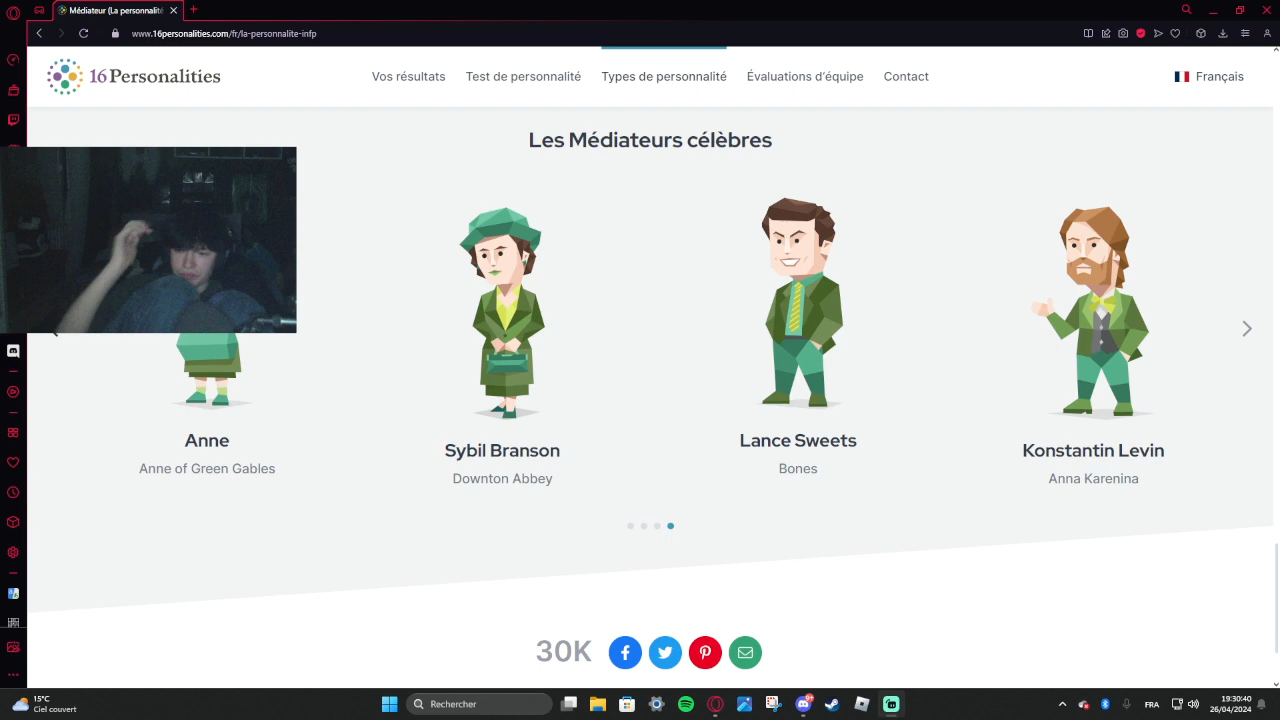 Médiateur (La personnalité
www.16personalities.com/fr/la-personnalite-infp
16Personalities
Vos résultats
Test de personnalité
Types de personnalité
Évaluations d'équipe
Contact
Français
Les Médiateurs célèbres
Anne
Anne of Green Gables
Sybil Branson
Downton Abbey
Lance Sweets
Bones
Konstantin Levin
Anna Karenina
30K
15°C
Ciel couvert
Rechercher
FRA
19:30:40
26/04/2024